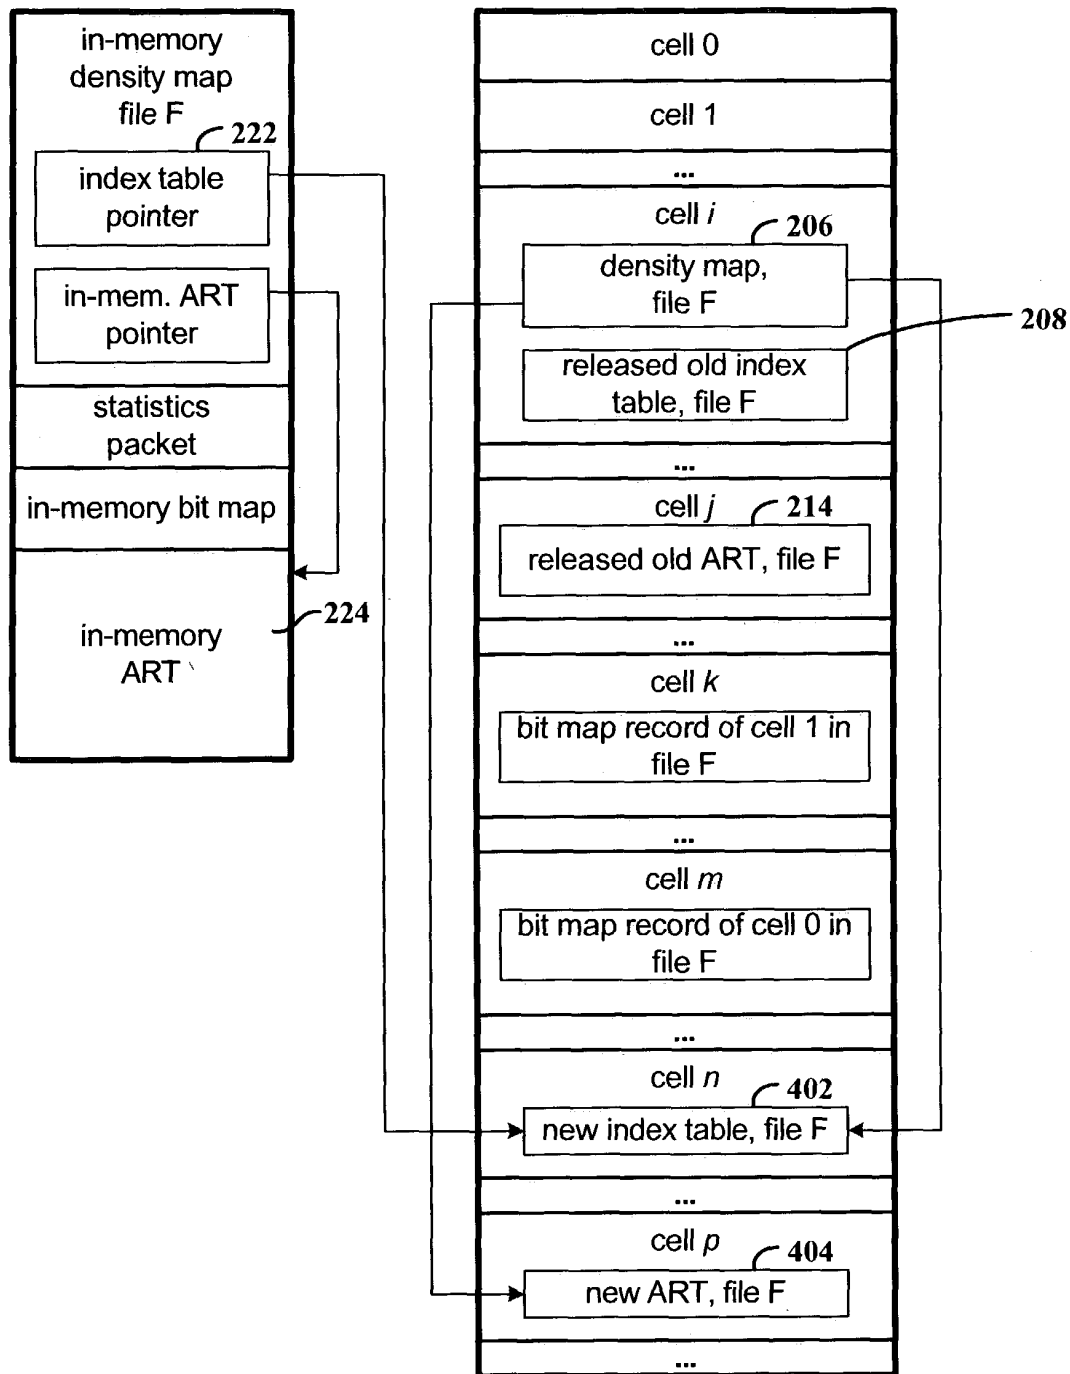 in-memory
density map
file F
222
index table
pointer
in-mem. ART
pointer
statistics
packet
in-memory bit map
in-memory
ART
224
cell 0
cell 1
...
cell i
206
density map,
file F
208
released old index
table, file F
...
cell j
214
released old ART, file F
...
cell k
bit map record of cell 1 in
file F
...
cell m
bit map record of cell 0 in
file F
...
cell n
402
new index table, file F
...
cell p
404
new ART, file F
...